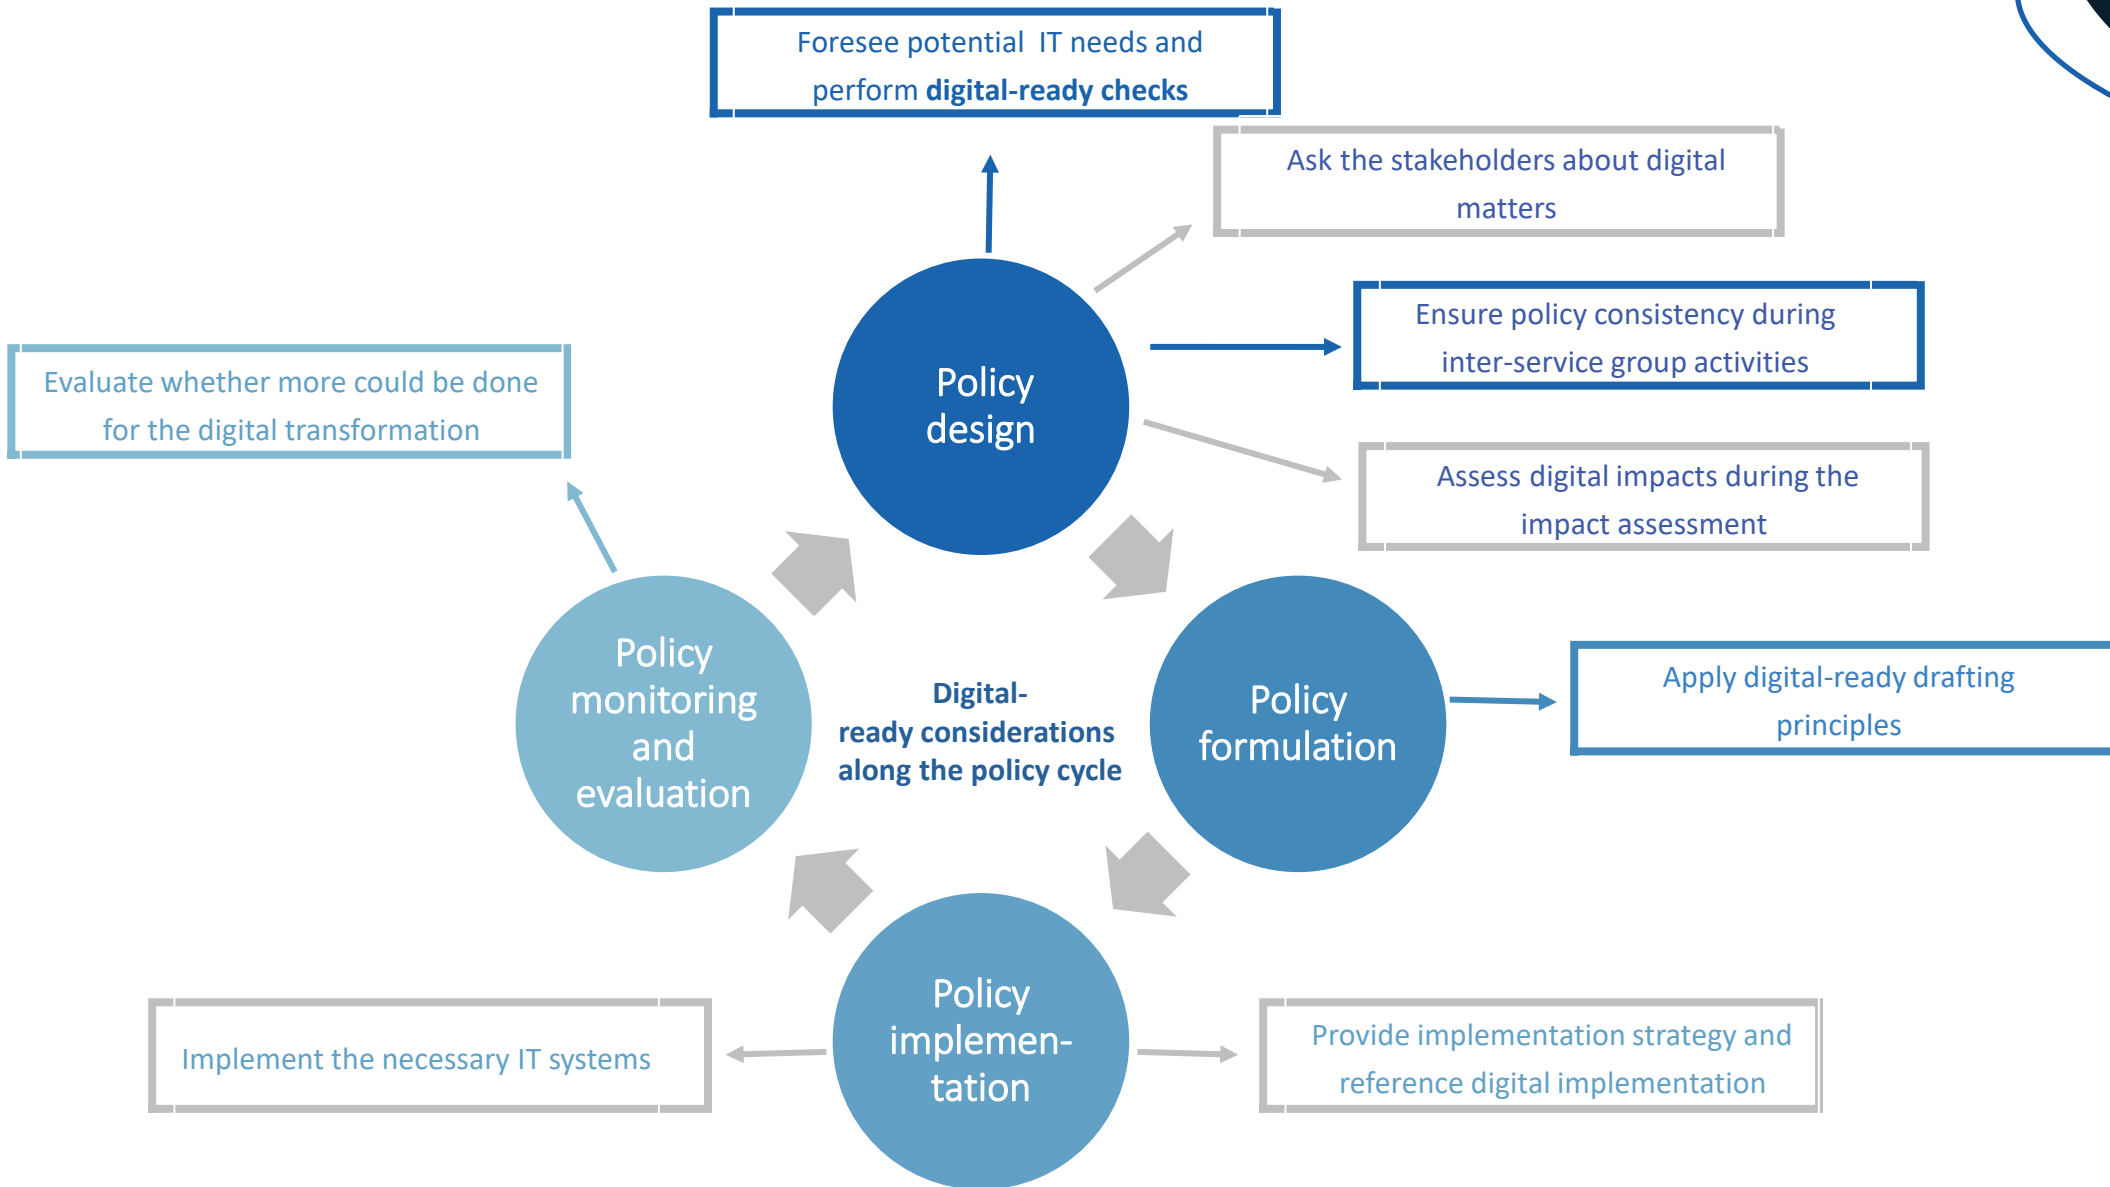 Foresee potential IT needs and
perform digital-ready checks
Ask the stakeholders about digital
matters
Ensure policy consistency during
inter-service group activities
Assess digital impacts during the
impact assessment
Policy
design
Evaluate whether more could be done
for the digital transformation
Policy
monitoring
and
evaluation
Digital-
ready considerations
along the policy cycle
Policy
formulation
Apply digital-ready drafting
principles
Policy
implemen-
tation
Implement the necessary IT systems
Provide implementation strategy and
reference digital implementation